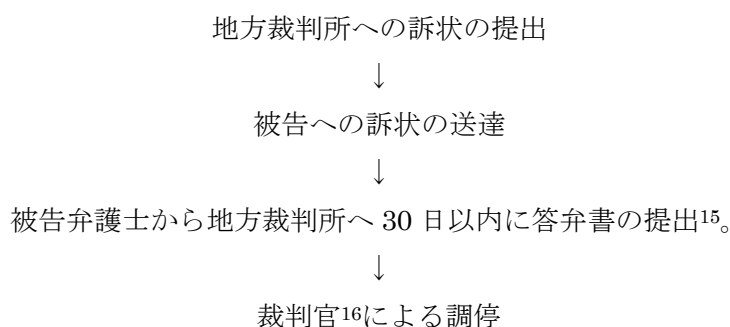 地方裁判所への訴状の提出
↓
被告への訴状の送達
↓
被告弁護士から地方裁判所へ 30 日以内に答弁書の提出15。
↓
裁判官16による調停